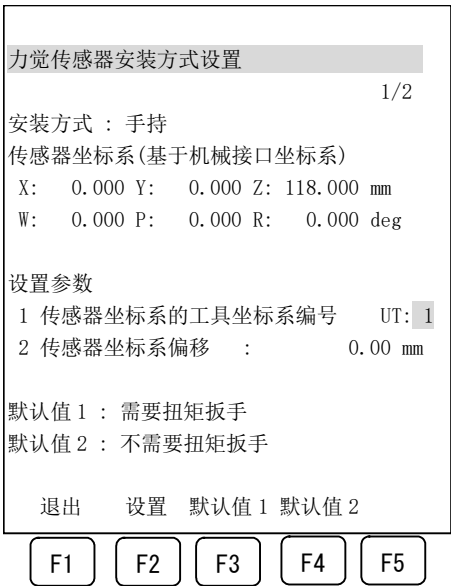 力觉传感器安装方式设置
1/2
安装方式 : 手持
传感器坐标系(基于机械接口坐标系)
X: 0.000 Y: 0.000 Z: 118.000 mm
W: 0.000 P: 0.000 R: 0.000 deg
设置参数
1 传感器坐标系的工具坐标系编号 UT: 1
2 传感器坐标系偏移 : 0.00 mm
默认值 1 : 需要扭矩扳手
默认值 2 : 不需要扭矩扳手
退出 设置 默认值 1 默认值 2
F1 F2 F3 F4 F5